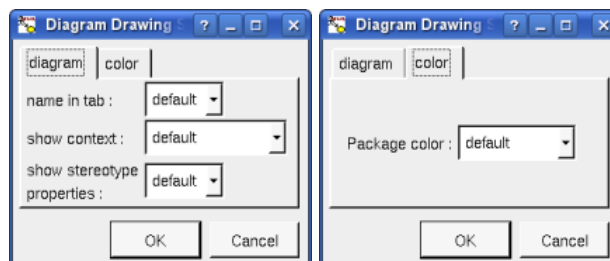 Diagram Drawing S
diagram
color
name in tab :
default
show context :
default
show stereotype
properties :
default
OK
Cancel
Diagram Drawing S
diagram
color
Package color :
default
OK
Cancel